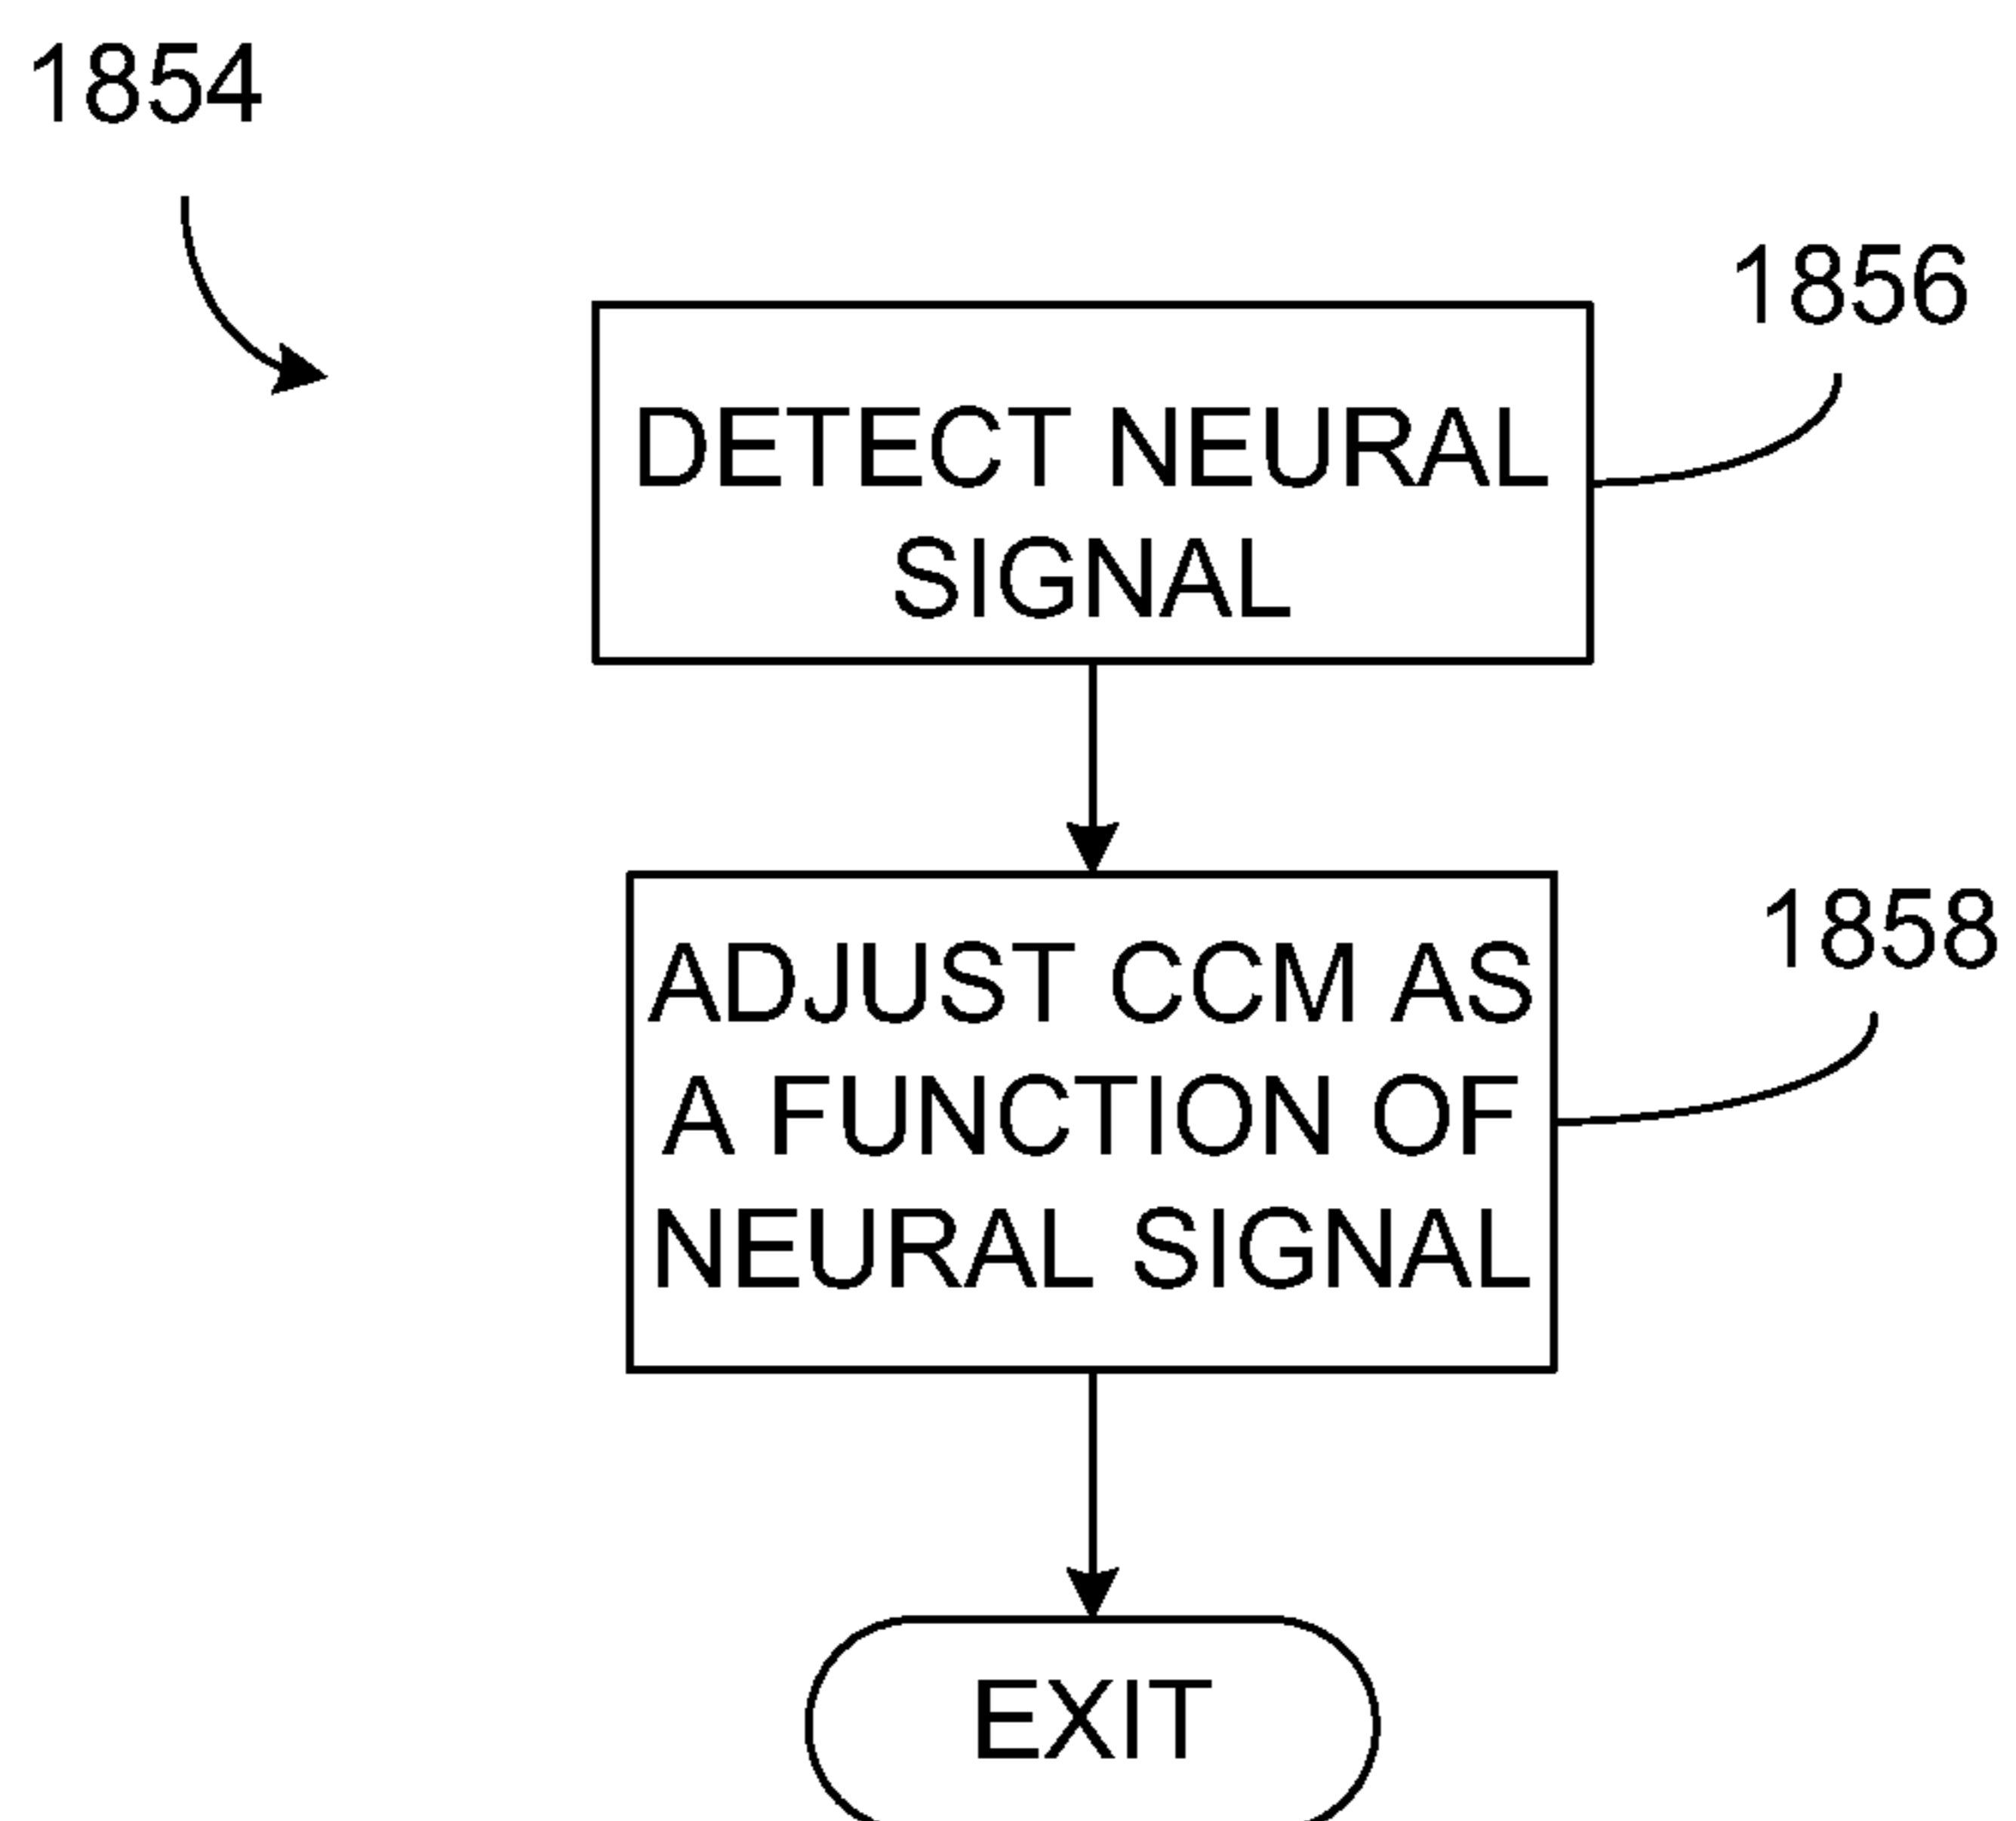 1854
1856
DETECT NEURAL
SIGNAL
1858
ADJUST CCM AS
A FUNCTION OF
NEURAL SIGNAL
EXIT